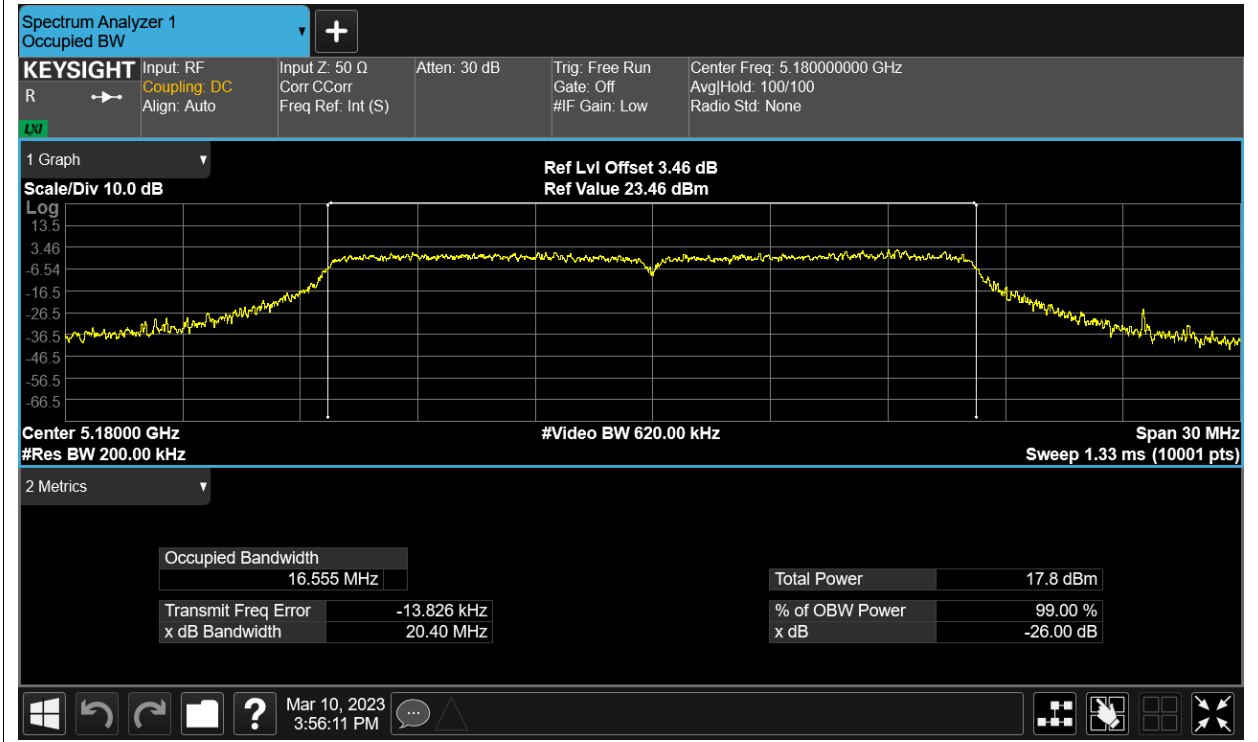 Spectrum Analyzer 1
Occupied BW
KEYSIGHT
R
LXI
Input: RF
Coupling: DC
Align: Auto
Input Z: 50 Ω
Corr CCorr
Freq Ref: Int (S)
Atten: 30 dB
Trig: Free Run
Gate: Off
#IF Gain: Low
Center Freq: 5.180000000 GHz
Avg|Hold: 100/100
Radio Std: None
1 Graph
Scale/Div 10.0 dB
Ref Lvl Offset 3.46 dB
Ref Value 23.46 dBm
Log
13.5
3.46
-6.54
-16.5
-26.5
-36.5
-46.5
-56.5
-66.5
Center 5.18000 GHz
#Video BW 620.00 kHz
Span 30 MHz
#Res BW 200.00 kHz
Sweep 1.33 ms (10001 pts)
2 Metrics
Occupied Bandwidth
16.555 MHz
Total Power 17.8 dBm
Transmit Freq Error -13.826 kHz
% of OBW Power 99.00 %
x dB Bandwidth 20.40 MHz
x dB -26.00 dB
?
Mar 10, 2023
3:56:11 PM